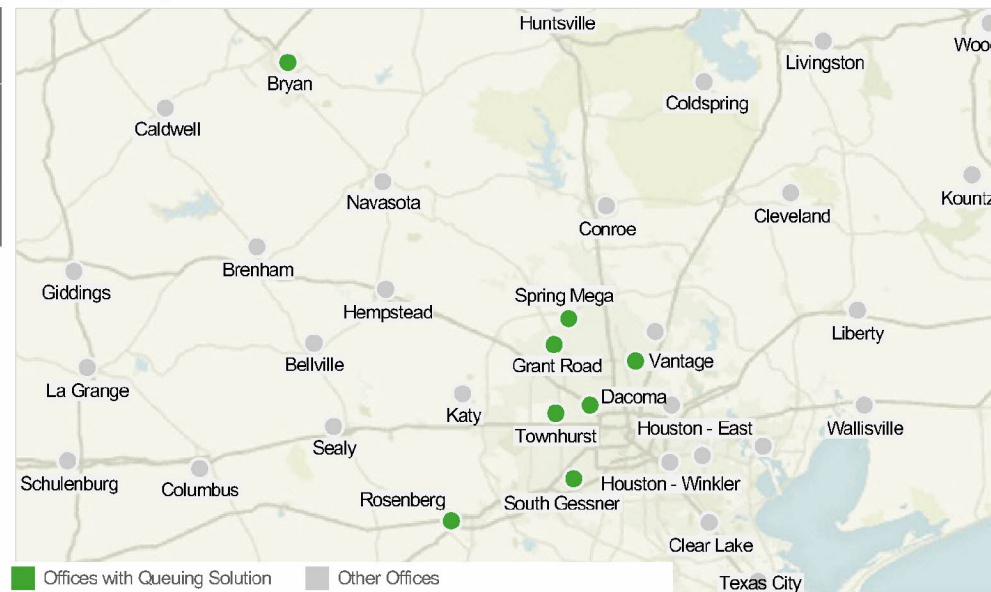 Huntsville
Livingston
Woo
Bryan
Coldspring
Caldwell
Navasota
Kountz
Cleveland
Conroe
Brenham
Giddings
Spring Mega
Hempstead
Liberty
Grant Road
Vantage
Bellville
La Grange
Dacoma
Katy
Houston - East
Wallisville
Townhurst
Sealy
Schulenburg
Columbus
Houston - Winkler
Rosenberg
South Gessner
Clear Lake
Offices with Queuing Solution
Other Offices
Texas City